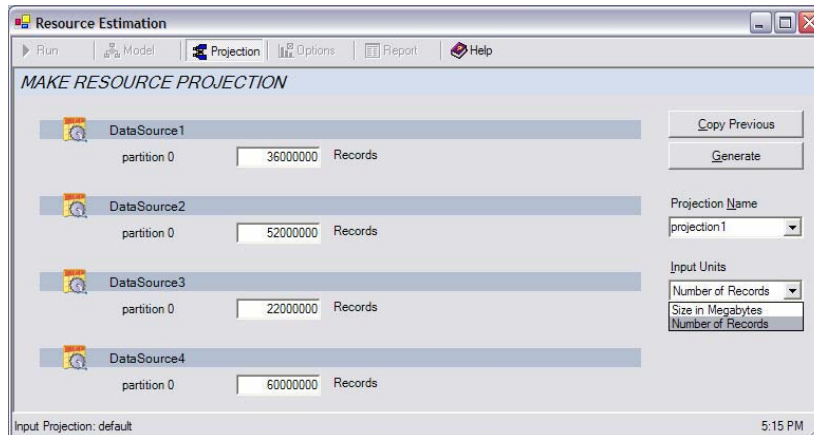 Resource Estimation
Run Model Projection Options Report Help
MAKE RESOURCE PROJECTION
DataSource1
partition 0 36000000 Records
DataSource2
partition 0 52000000 Records
DataSource3
partition 0 22000000 Records
DataSource4
partition 0 60000000 Records
Copy Previous
Generate
Projection Name
projection1
Input Units
Number of Records
Size in Megabytes
Number of Records
Input Projection: default 5:15 PM